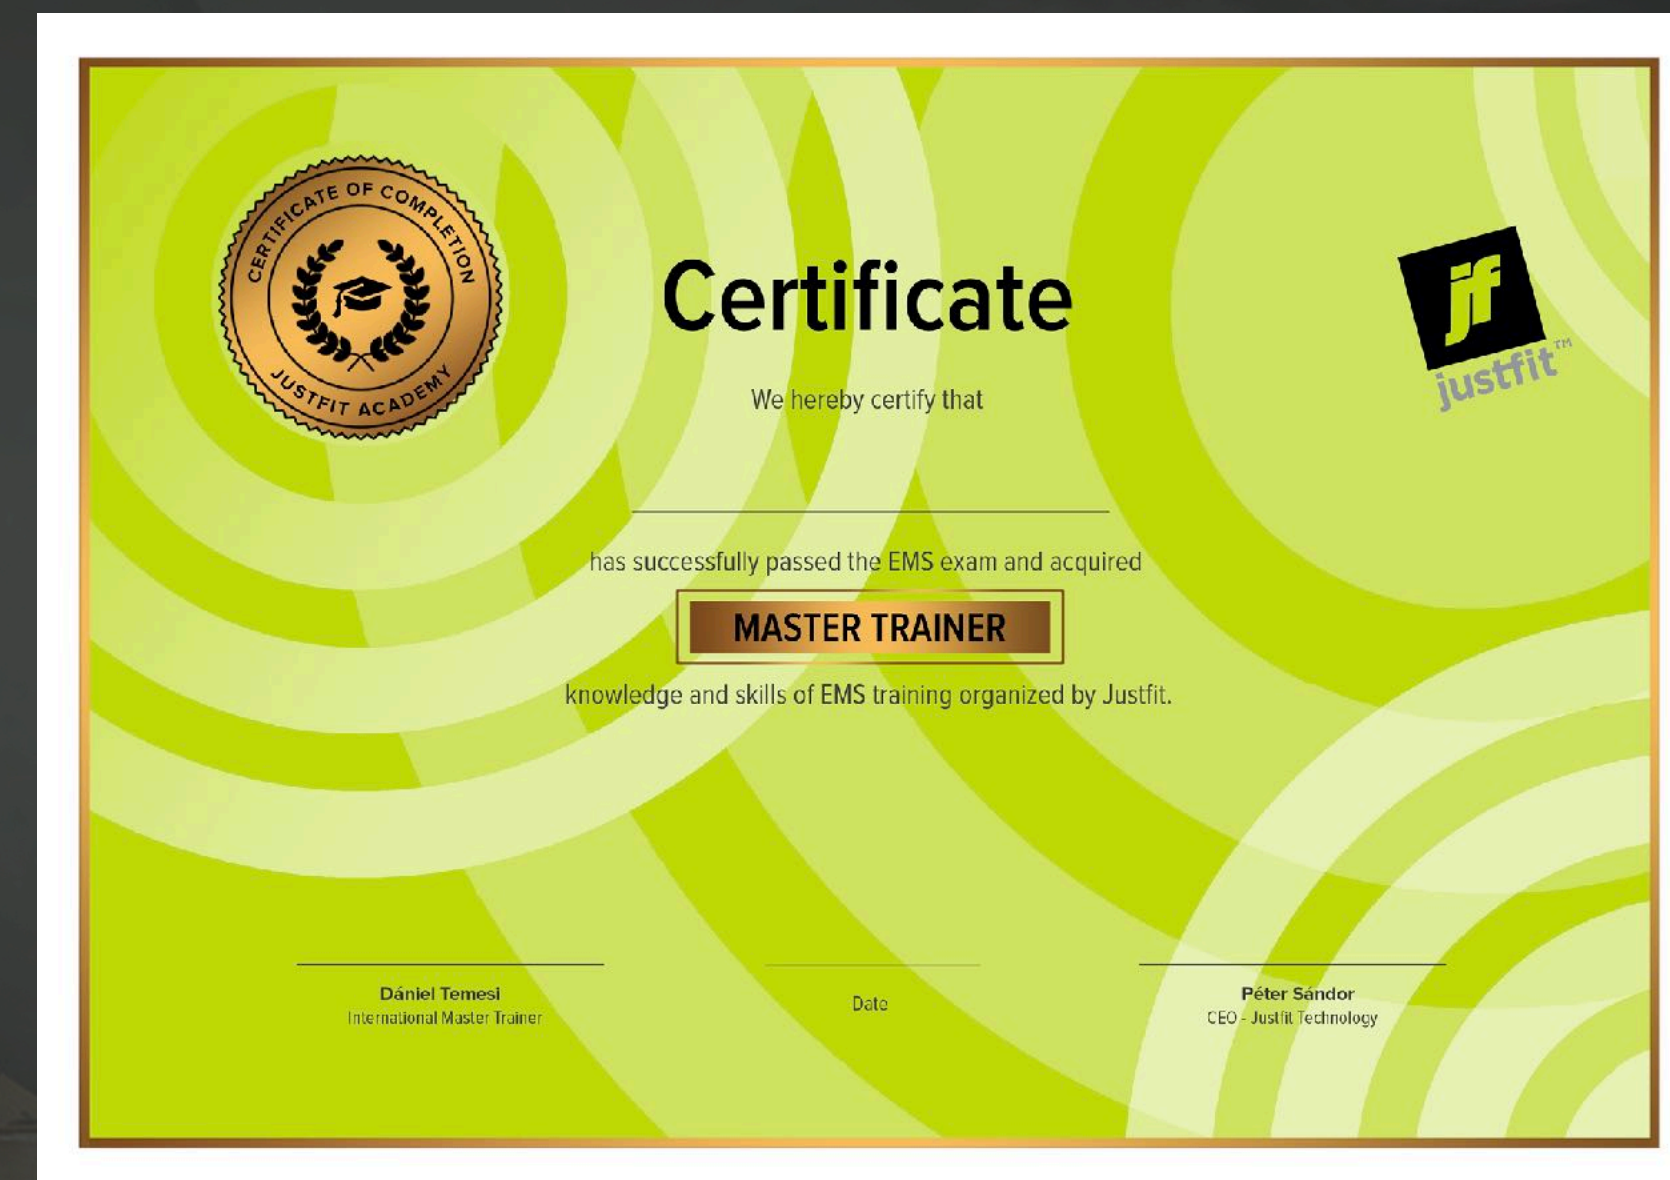 CERTIFICATE OF COMPLETION
JUSTFIT ACADEMY
Certificate
jf
justfit™
We hereby certify that
has successfully passed the EMS exam and acquired
MASTER TRAINER
knowledge and skills of EMS training organized by Justfit.
Dániel Temesi
International Master Trainer
Date
Péter Sándor
CEO - Justfit Technology